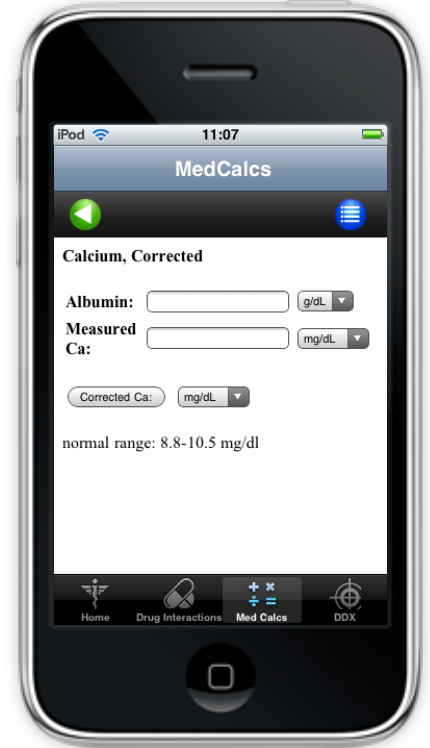 iPod 11:07
MedCalcs
Calcium, Corrected
Albumin: g/dL
Measured
Ca: mg/dL
Corrected Ca: mg/dL
normal range: 8.8-10.5 mg/dl
Home Drug Interactions Med Calcs DDX